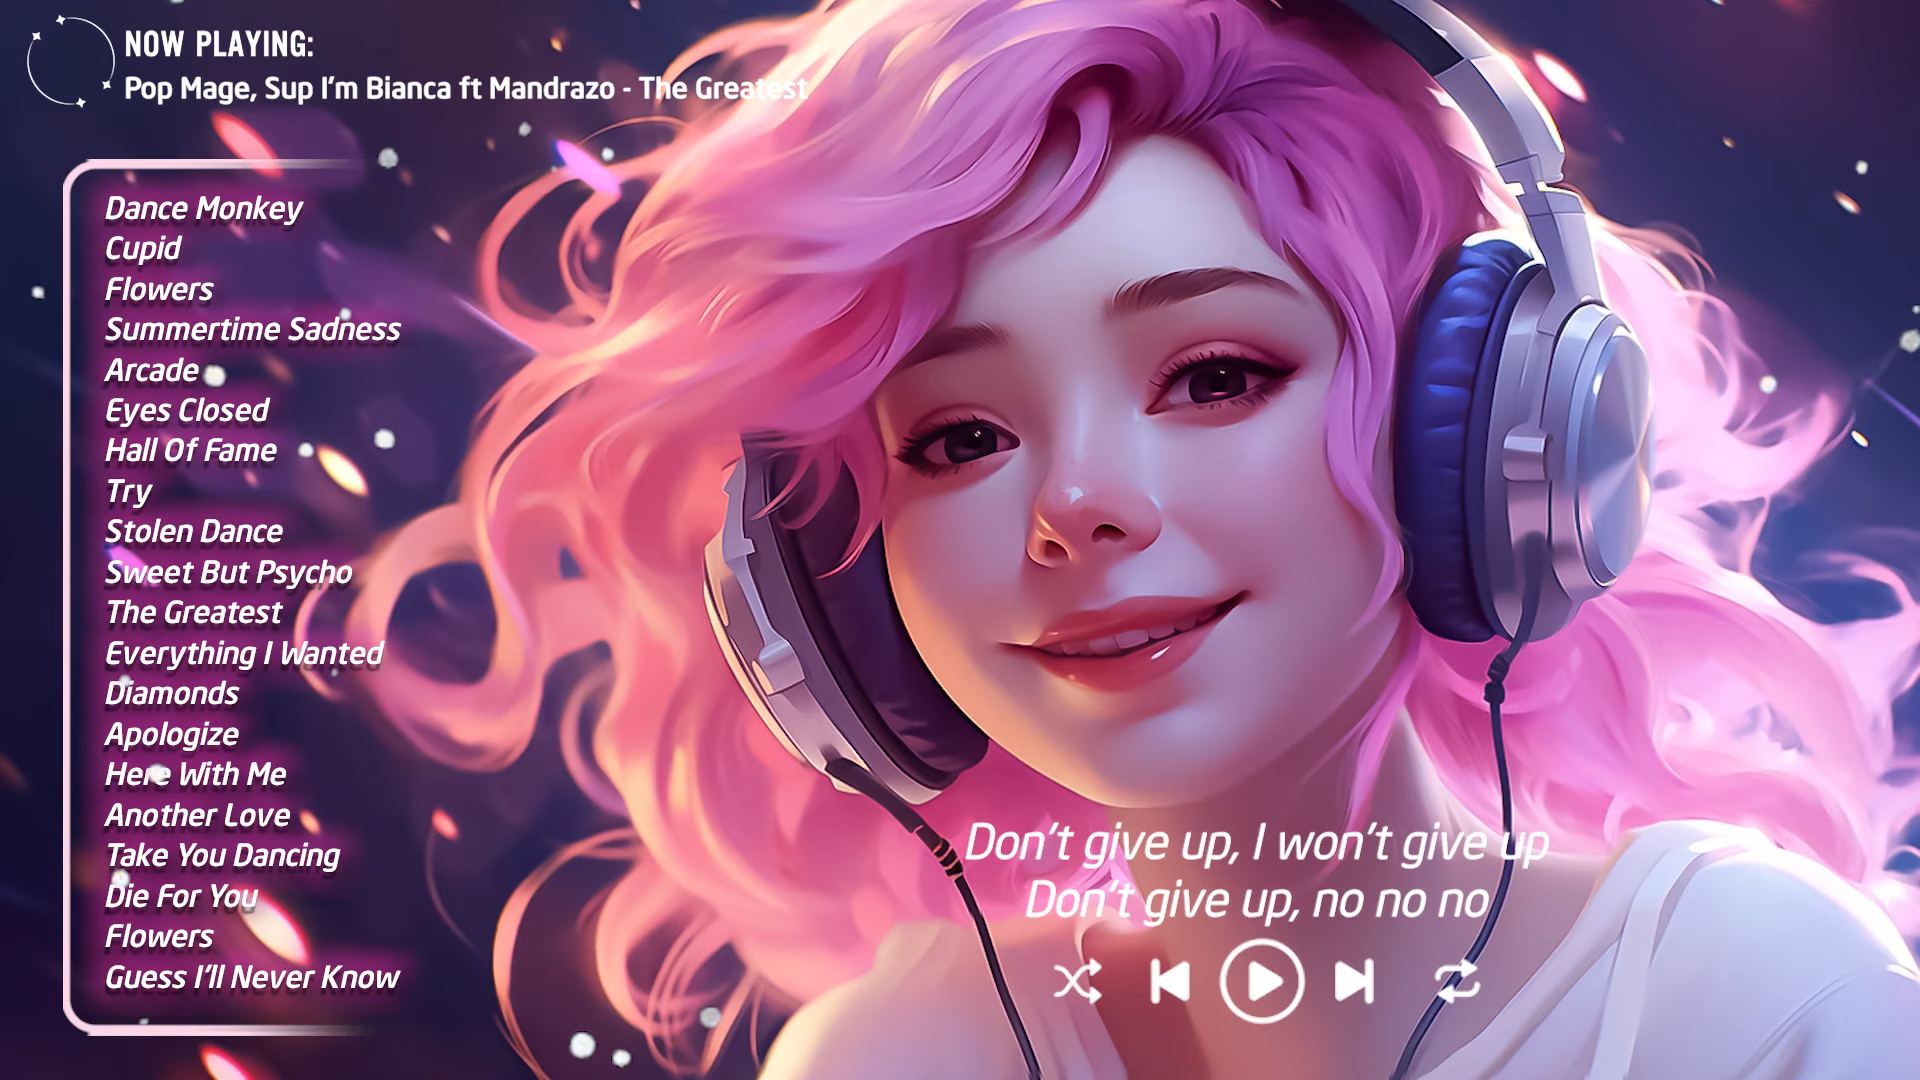 NOW PLAYING:
Pop Mage, Sup I'm Bianca ft Mandrazo - The Greatest
Dance Monkey
Cupid
Flowers
Summertime Sadness
Arcade
Eyes Closed
Hall Of Fame
Try
Stolen Dance
Sweet But Psycho
The Greatest
Everything I Wanted
Diamonds
Apologize
Here With Me
Another Love
Take You Dancing
Die For You
Flowers
Guess I'll Never Know
Don't give up, I won't give up
Don't give up, no no no